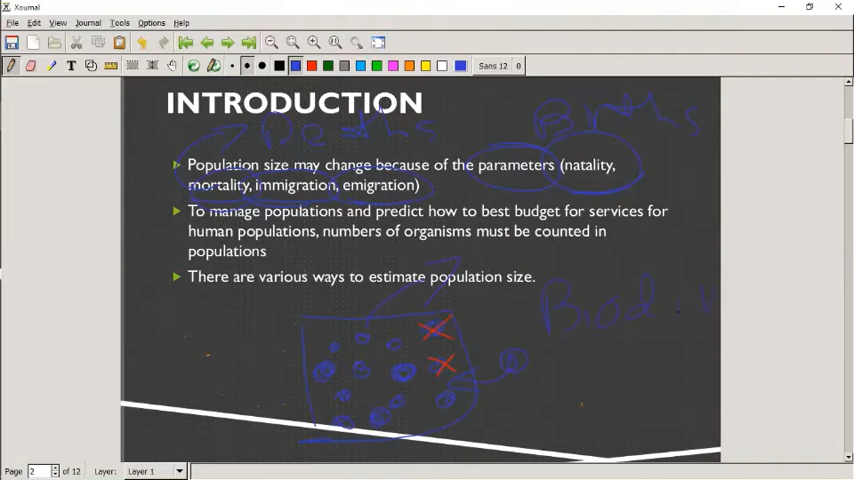 Xournal
File Edit View Journal Tools Options Help
T Sans 12 0
INTRODUCTION
Deaths Births
Population size may change because of the parameters (natality,
mortality, immigration, emigration)
To manage populations and predict how to best budget for services for
human populations, numbers of organisms must be counted in
populations
There are various ways to estimate population size.
Page 2 of 12 Layer: Layer 1